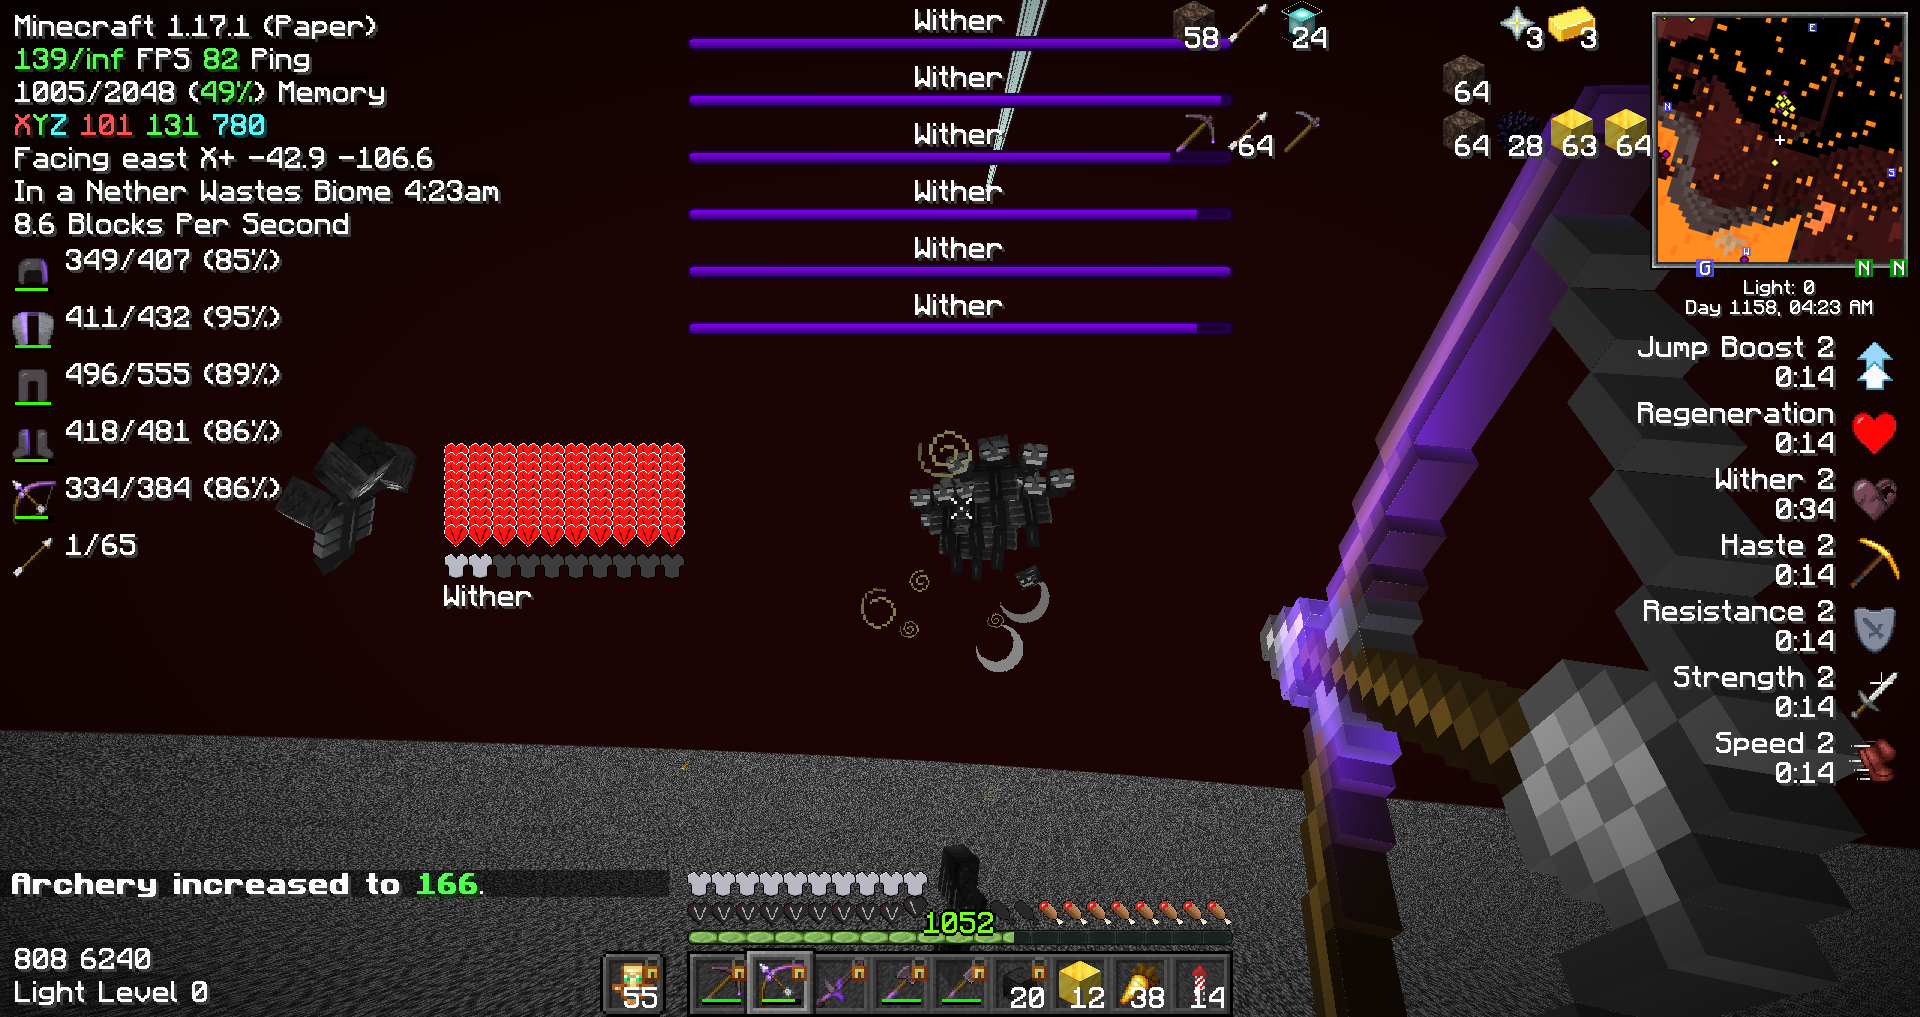 Minecraft 1.17.1 (Paper)
139/inf FPS 82 Ping
1005/2048 (49%) Memory
XYZ 101 131 780
Facing east X+ -42.9 -106.6
In a Nether Wastes Biome 4:23am
8.6 Blocks Per Second
349/407 (85%)
411/432 (95%)
496/555 (89%)
418/481 (86%)
334/384 (86%)
1/65
Wither
Wither
Wither
Wither
Wither
Wither
58 24
64
3 3
64
64 28 63 64
N
E
S
W
G N N
Light: 0
Day 1158, 04:23 AM
Jump Boost 2
0:14
Regeneration
0:14
Wither 2
0:34
Haste 2
0:14
Resistance 2
0:14
Strength 2
0:14
Speed 2
0:14
Wither
Archery increased to 166.
808 6240
Light Level 0
1052
55 20 12 38 14